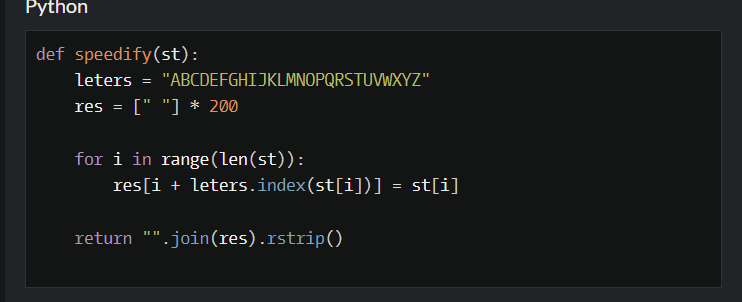 Python
def speedify(st):
    leters = "ABCDEFGHIJKLMNOPQRSTUVWXYZ"
    res = [" "] * 200
    for i in range(len(st)):
        res[i + leters.index(st[i])] = st[i]
    return "".join(res).rstrip()